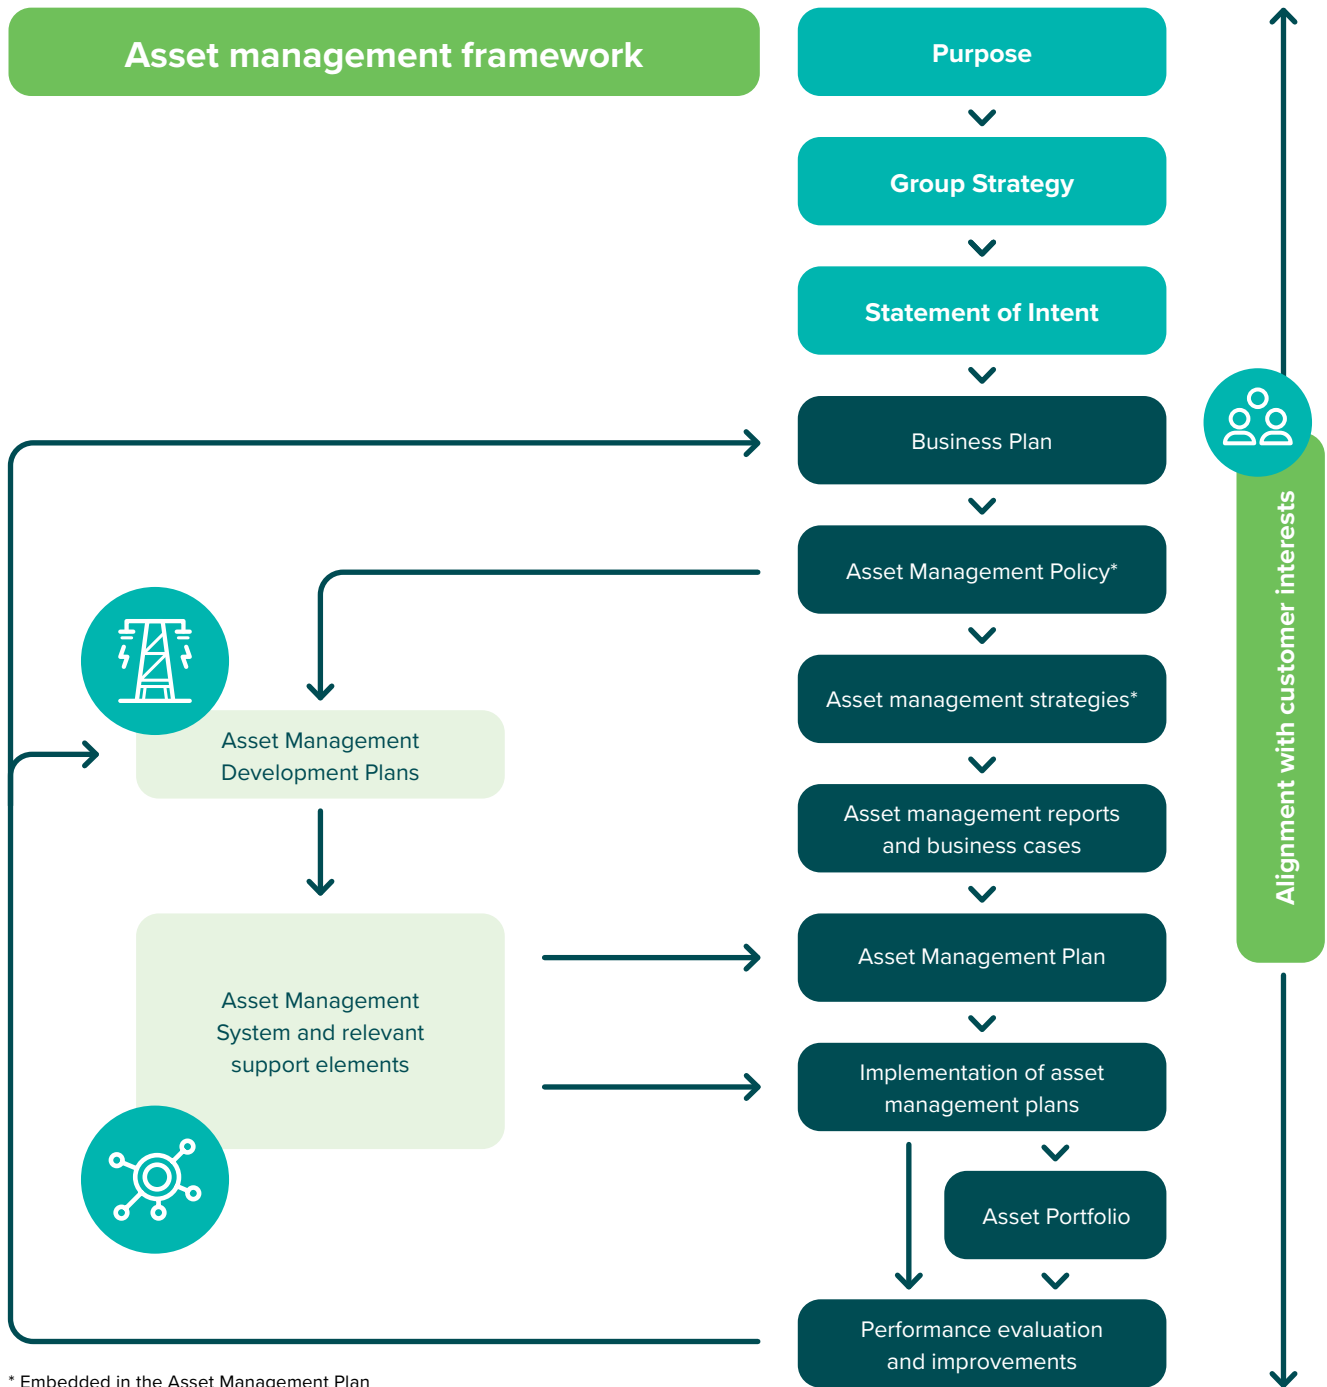 Asset management framework
Purpose
Group Strategy
Statement of Intent
Business Plan
Asset Management Policy*
Asset management strategies*
Asset management reports
and business cases
Asset Management Plan
Implementation of asset
management plans
Asset Portfolio
Performance evaluation
and improvements
Asset Management
Development Plans
Asset Management
System and relevant
support elements
Alignment with customer interests
* Embedded in the Asset Management Plan